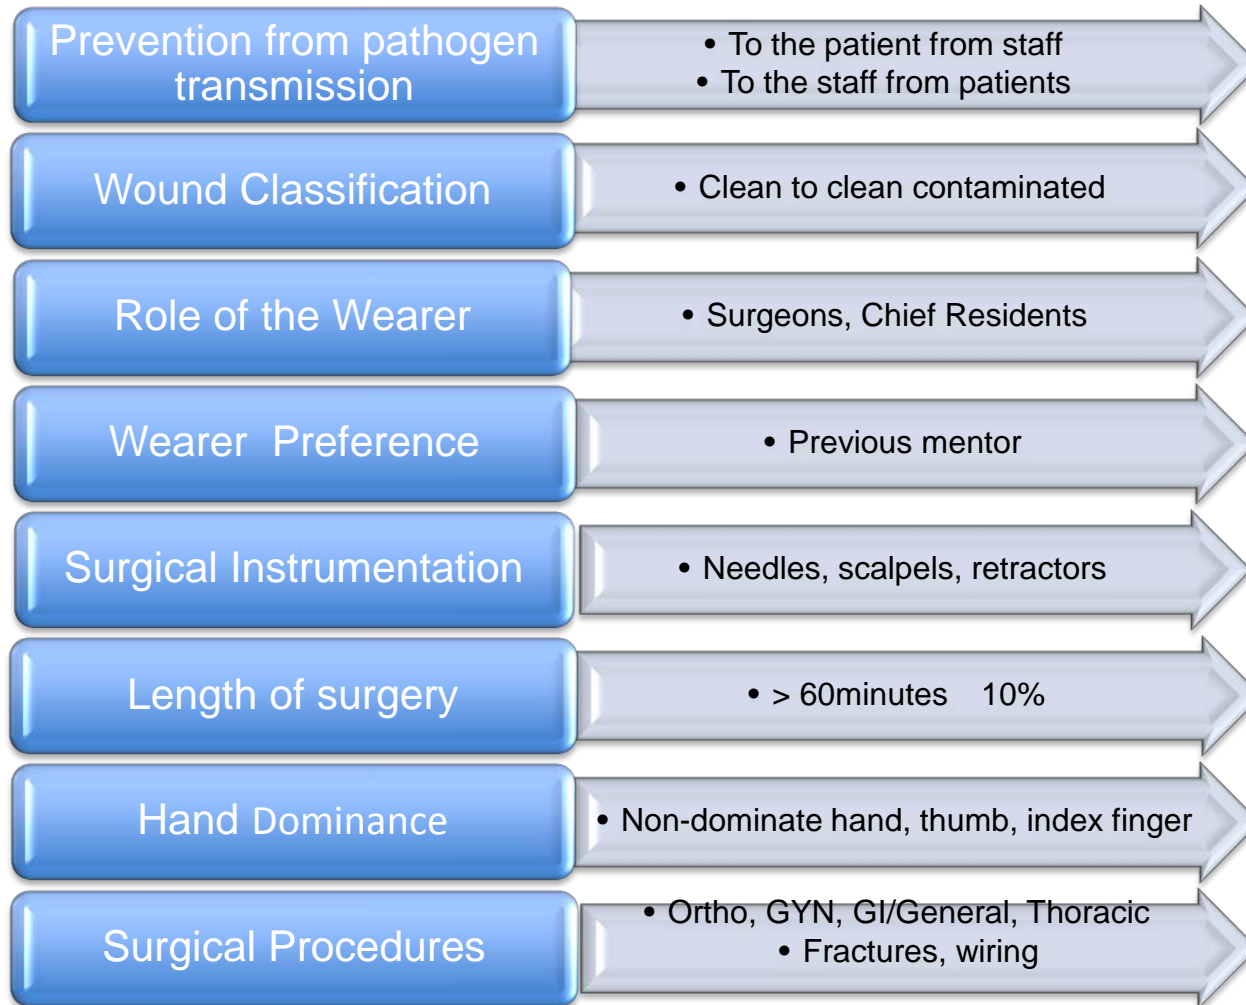 Prevention from pathogen
transmission
• To the patient from staff
• To the staff from patients
Wound Classification
• Clean to clean contaminated
Role of the Wearer
• Surgeons, Chief Residents
Wearer  Preference
• Previous mentor
Surgical Instrumentation
• Needles, scalpels, retractors
Length of surgery
• > 60minutes   10%
Hand Dominance
• Non-dominate hand, thumb, index finger
Surgical Procedures
• Ortho, GYN, GI/General, Thoracic
• Fractures, wiring